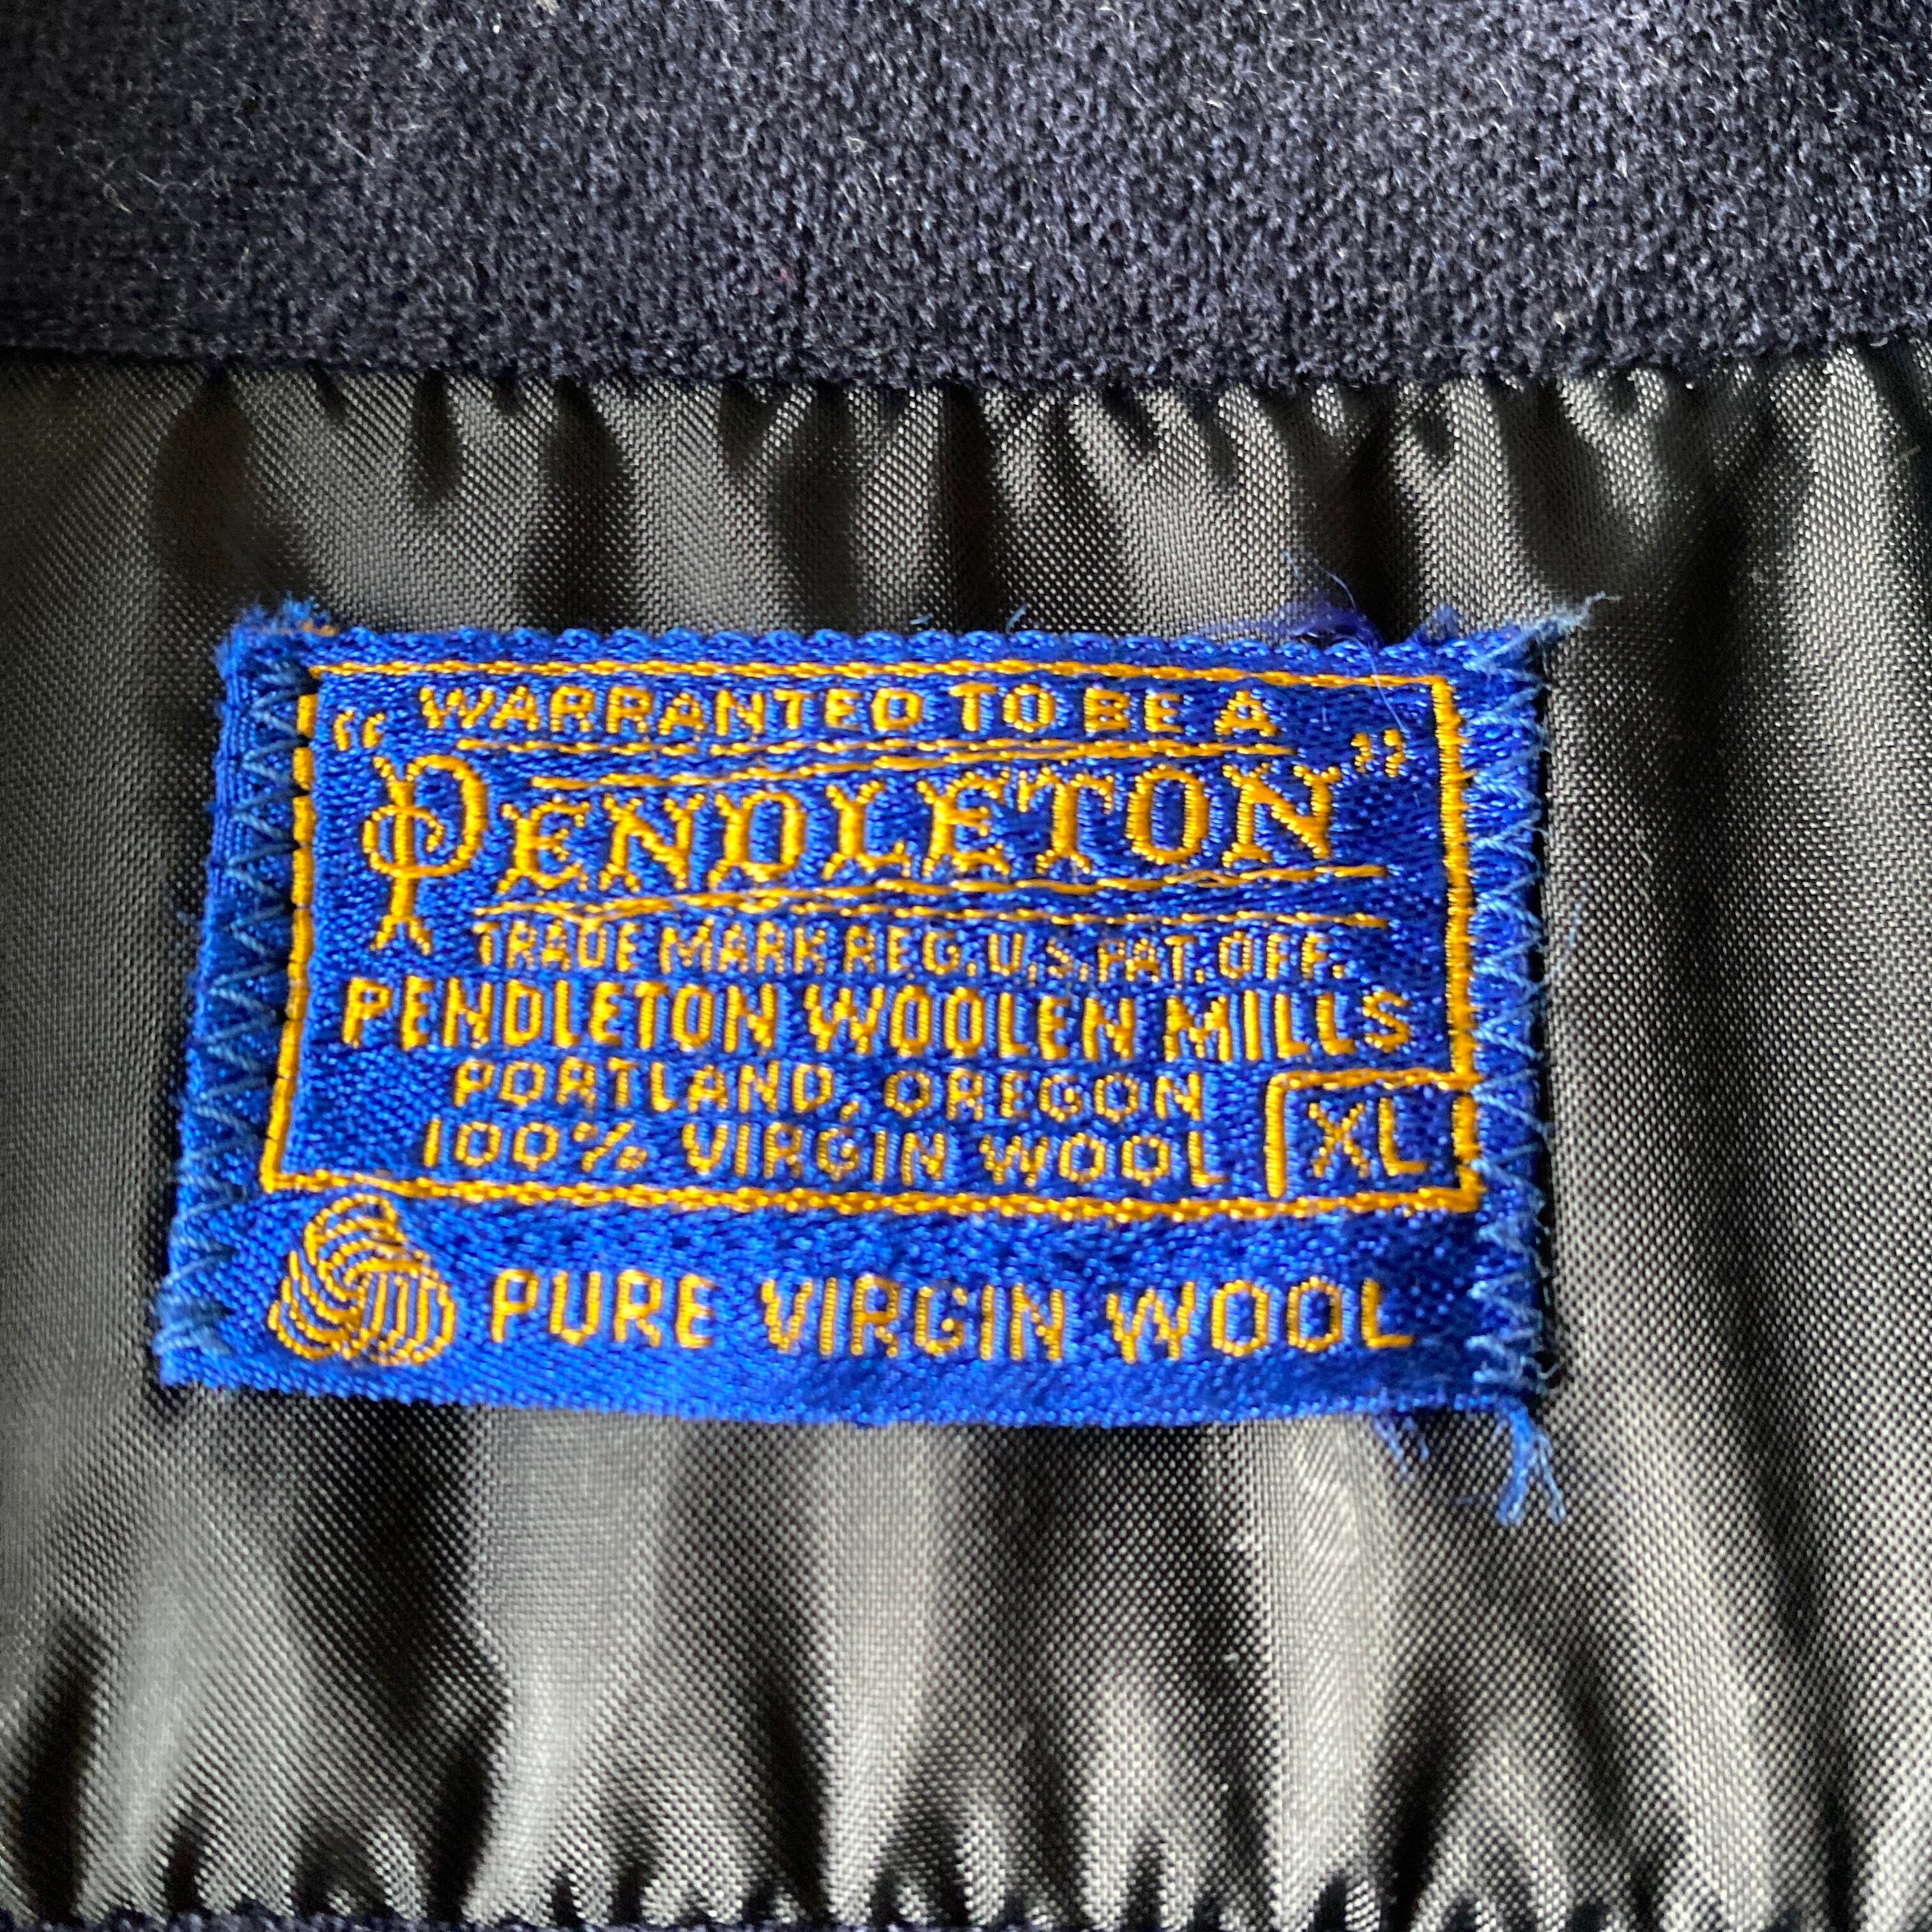 WARRANTED TO BE A
"PENDLETON"
TRADE MARK REG. U.S. PAT. OFF.
PENDLETON WOOLEN MILLS
PORTLAND, OREGON
100% VIRGIN WOOL XL
PURE VIRGIN WOOL